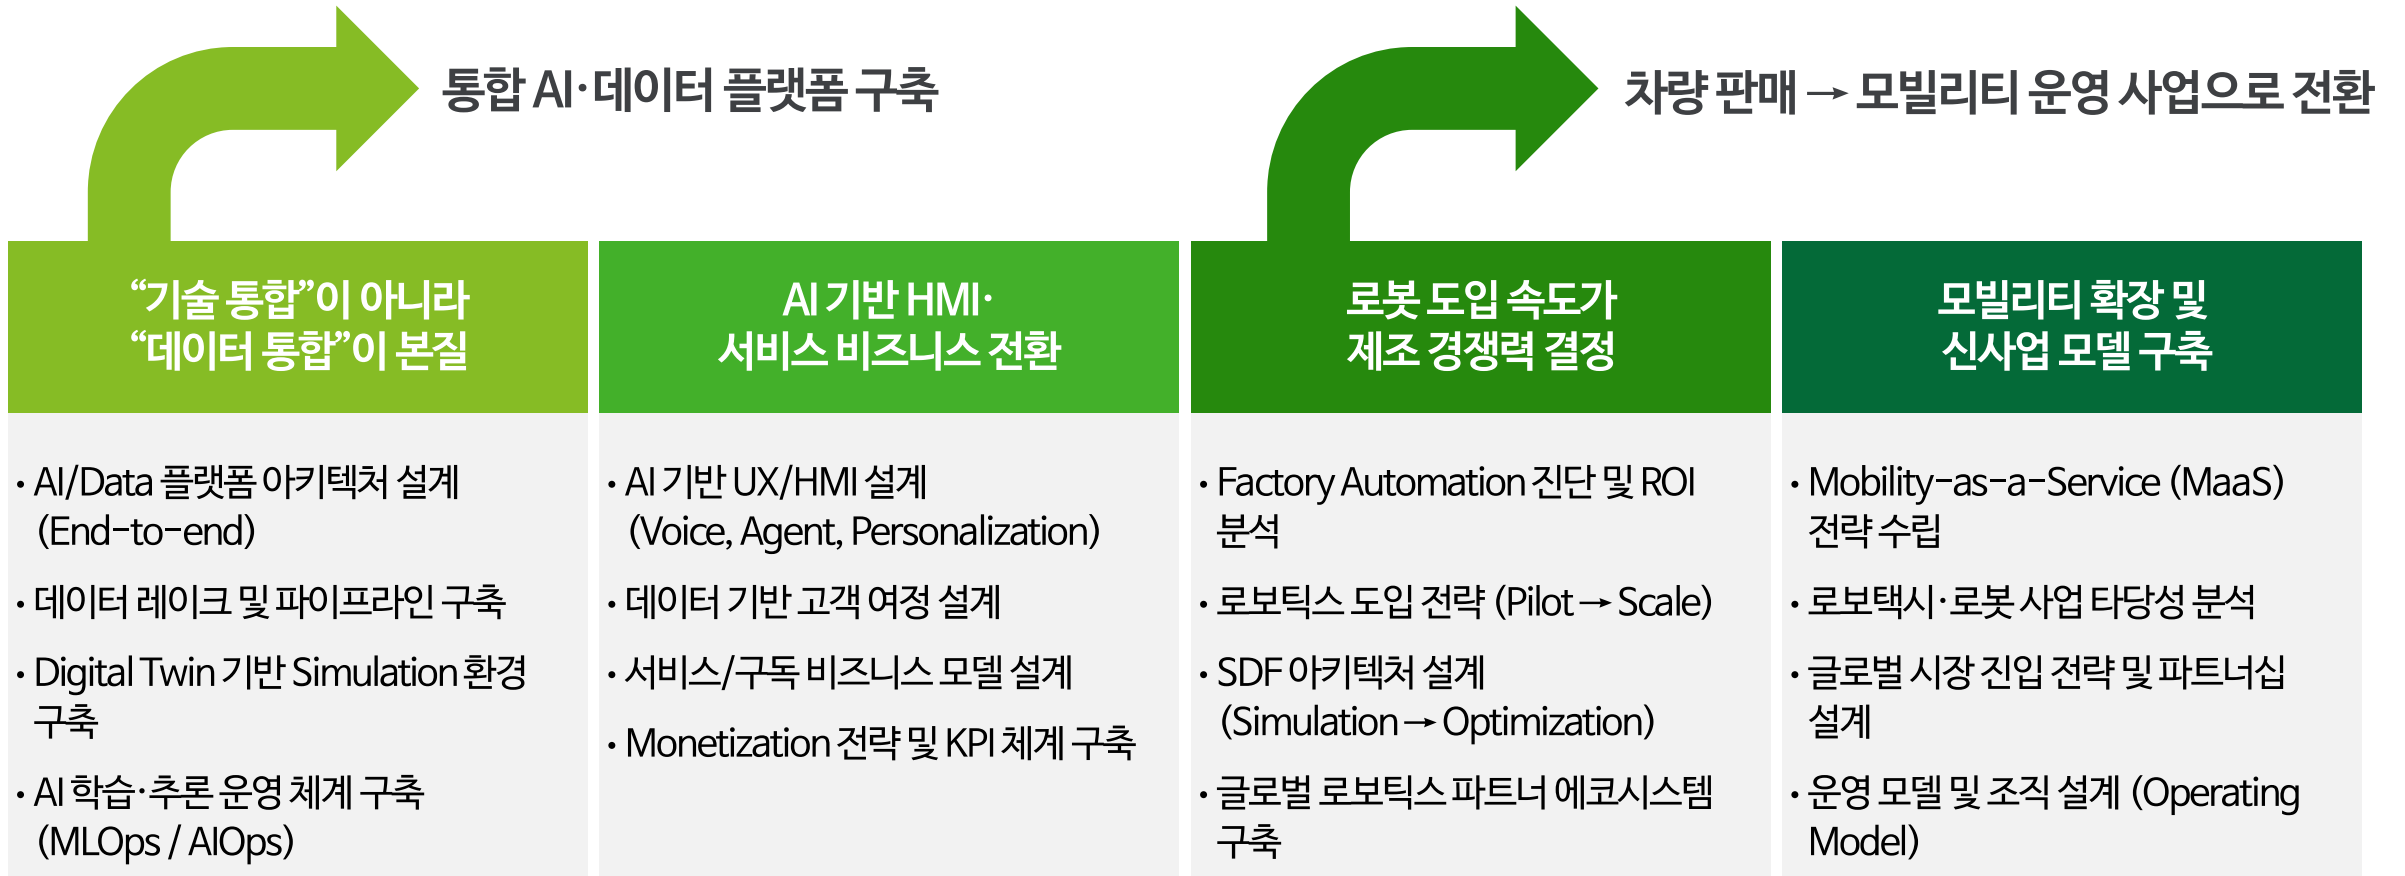 통합 AI·데이터 플랫폼 구축
차량 판매 → 모빌리티 운영 사업으로 전환
“기술 통합”이 아니라
“데이터 통합”이 본질
• AI/Data 플랫폼 아키텍처 설계
(End-to-end)
• 데이터 레이크 및 파이프라인 구축
• Digital Twin 기반 Simulation 환경
구축
• AI 학습·추론 운영 체계 구축
(MLOps / AIOps)
AI 기반 HMI·
서비스 비즈니스 전환
• AI 기반 UX/HMI 설계
(Voice, Agent, Personalization)
• 데이터 기반 고객 여정 설계
• 서비스/구독 비즈니스 모델 설계
• Monetization 전략 및 KPI 체계 구축
로봇 도입 속도가
제조 경쟁력 결정
• Factory Automation 진단 및 ROI
분석
• 로보틱스 도입 전략 (Pilot → Scale)
• SDF 아키텍처 설계
(Simulation → Optimization)
• 글로벌 로보틱스 파트너 에코시스템
구축
모빌리티 확장 및
신사업 모델 구축
• Mobility-as-a-Service (MaaS)
전략 수립
• 로보택시·로봇 사업 타당성 분석
• 글로벌 시장 진입 전략 및 파트너십
설계
• 운영 모델 및 조직 설계 (Operating
Model)